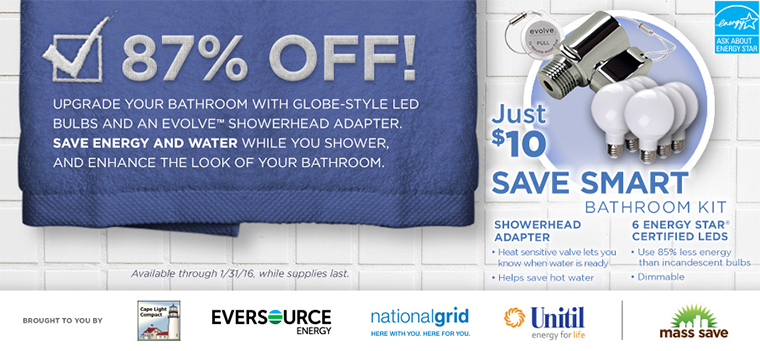 87% OFF!
UPGRADE YOUR BATHROOM WITH GLOBE-STYLE LED
BULBS AND AN EVOLVE™ SHOWERHEAD ADAPTER.
SAVE ENERGY AND WATER WHILE YOU SHOWER,
AND ENHANCE THE LOOK OF YOUR BATHROOM.
Available through 1/31/16, while supplies last.
evolve
PULL
energy
ASK ABOUT
ENERGY STAR
Just
$10
SAVE SMART
BATHROOM KIT
SHOWERHEAD
ADAPTER
• Heat sensitive valve lets you
know when water is ready
• Helps save hot water
6 ENERGY STAR®
CERTIFIED LEDS
• Use 85% less energy
than incandescent bulbs
• Dimmable
BROUGHT TO YOU BY
Cape Light
Compact
EVERSOURCE
ENERGY
nationalgrid
HERE WITH YOU. HERE FOR YOU.
Unitil
energy for life
mass save